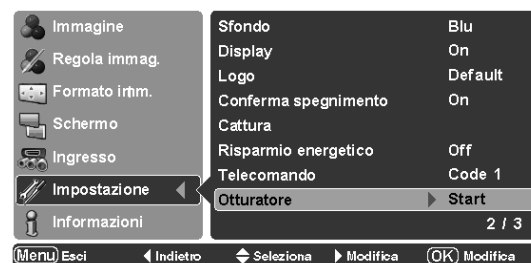 Immagine
Regola immag.
Formato imm.
Schermo
Ingresso
Impostazione
Informazioni
Sfondo Blu
Display On
Logo Default
Conferma spegnimento On
Cattura
Risparmio energetico Off
Telecomando Code 1
Otturatore Start
2 / 3
Menu Esci Indietro Seleziona Modifica OK Modifica